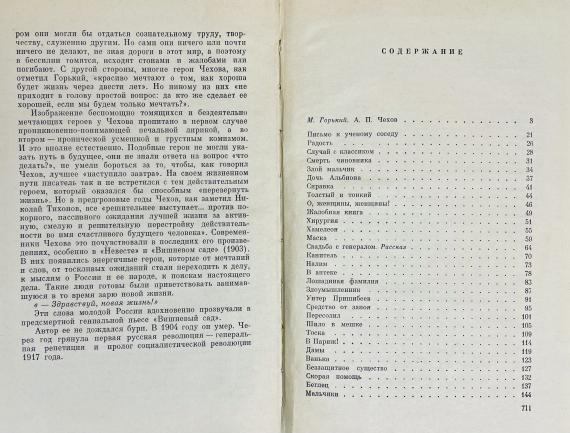 ром они могли бы отдаться сознательному труду, твор-
честву, служению другим. Но сами они ничего или почти
ничего не делают, не зная дороги в этот мир, а поэтому
в бессилии томятся, исходят стонами и жалобами или
погибают. С другой стороны, многие герои Чехова, как
отметил Горький, «красиво мечтают о том, как хороша
будет жизнь через двести лет». Но никому из них «не
приходит в голову простой вопрос: да кто же сделает ее
хорошей, если мы будем только мечтать?».
Изображение беспомощно томящихся и бездеятельно
мечтающих героев у Чехова пропитано в первом случае
проникновенно-понимающей печальной лирикой, а во
втором — иронической усмешкой и грустным комизмом.
И это вполне естественно. Подобные герои не могли ука-
зать путь в будущее, они не знали ответа на вопрос «что
делать?», не умели бороться за то, чтобы, как говорил
Чехов, лучшее «наступило завтра». На своем жизненном
пути писатель так и не встретился с тем действительным
героем, который оказался бы способным «перевернуть
жизнь». Но в предгрозовые годы Чехов, как заметил Ни-
колай Тихонов, все «решительнее выступает... против по-
корного, пассивного ожидания лучшей жизни за актив-
ную, смелую и решительную перестройку действитель-
ности во имя счастливого будущего человека». Современ-
ники Чехова это почувствовали в последних его произве-
дениях, особенно в «Невесте» и «Вишневом саде» (1903).
В них появились энергичные герои, которые от мечтаний
и слов, от тоскливых ожиданий стали переходить к делу,
к мыслям о России и ее народе, к поискам настоящего
дела. Такие люди готовы были приветствовать занимав-
шуюся в то время зарю новой жизни.
« — Здравствуй, новая жизнь!»
Эти слова молодой России вдохновенно прозвучали в
предсмертной гениальной пьесе «Вишневый сад».
Автор ее не дождался бури. В 1904 году он умер. Че-
рез год грянула первая русская революция — генераль-
ная репетиция и пролог социалистической революции
1917 года.
СОДЕРЖАНИЕ
М. Горький. А. П. Чехов . . . 3
Письмо к ученому соседу . . . 21
Радость . . . 26
Случай с классиком . . . 28
Смерть чиновника . . . 31
Злой мальчик . . . 34
Дочь Альбиона . . . 37
Справка . . . 41
Толстый и тонкий . . . 44
О, женщины, женщины! . . . 46
Жалобная книга . . . 49
Хирургия . . . 51
Хамелеон . . . 55
Маска . . . 59
Свадьба с генералом. Рассказ . . . 64
Канитель . . . 70
Налим . . . 73
В аптеке . . . 78
Лошадиная фамилия . . . 83
Злоумышленник . . . 87
Унтер Пришибеев . . . 91
Средство от запоя . . . 95
Пересолил . . . 101
Шило в мешке . . . 105
Тоска . . . 109
В Париж! . . . 114
Дамы . . . 119
Ванька . . . 123
Беззащитное существо . . . 127
Скорая помощь . . . 132
Беглец . . . 137
Мальчики . . . 144
711